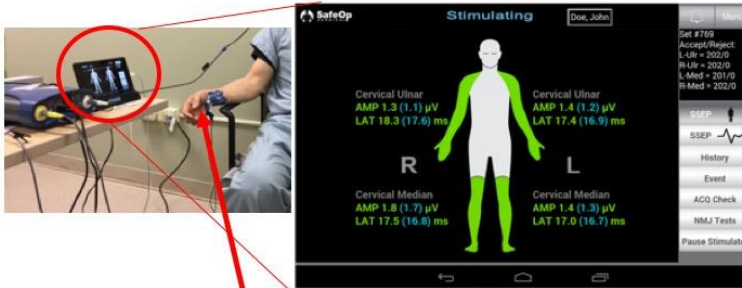 SafeOp
Stimulating
Doe, John
Menu
Set #769
Accept/Reject:
L-Ulr = 202/0
R-Ulr = 202/0
L-Med = 201/0
R-Med = 202/0
Cervical Ulnar
AMP 1.3 (1.1) μV
LAT 18.3 (17.6) ms
Cervical Ulnar
AMP 1.4 (1.2) μV
LAT 17.4 (16.9) ms
R
L
Cervical Median
AMP 1.8 (1.7) μV
LAT 17.5 (16.8) ms
Cervical Median
AMP 1.4 (1.3) μV
LAT 17.0 (16.7) ms
SSEP
SSEP
History
Event
ACQ Check
NMJ Tests
Pause Stimulat